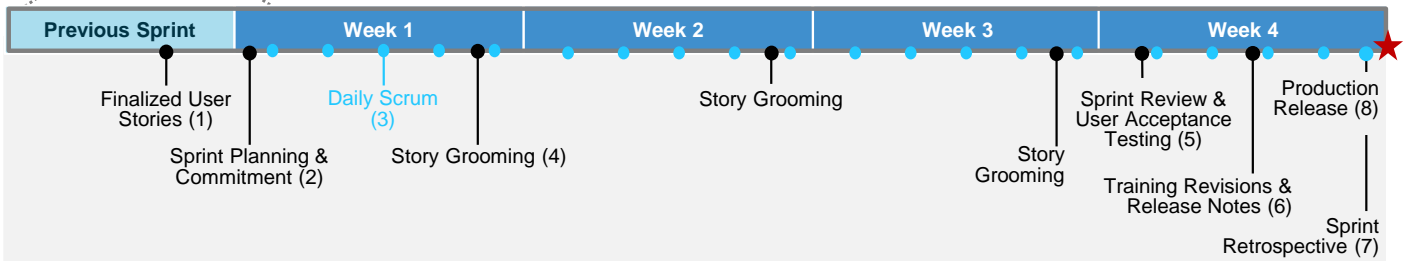 Previous Sprint
Week 1
Week 2
Week 3
Week 4
Finalized User
Stories (1)
Sprint Planning &
Commitment (2)
Daily Scrum
(3)
Story Grooming (4)
Story Grooming
Story
Grooming
Sprint Review &
User Acceptance
Testing (5)
Training Revisions &
Release Notes (6)
Production
Release (8)
Sprint
Retrospective (7)